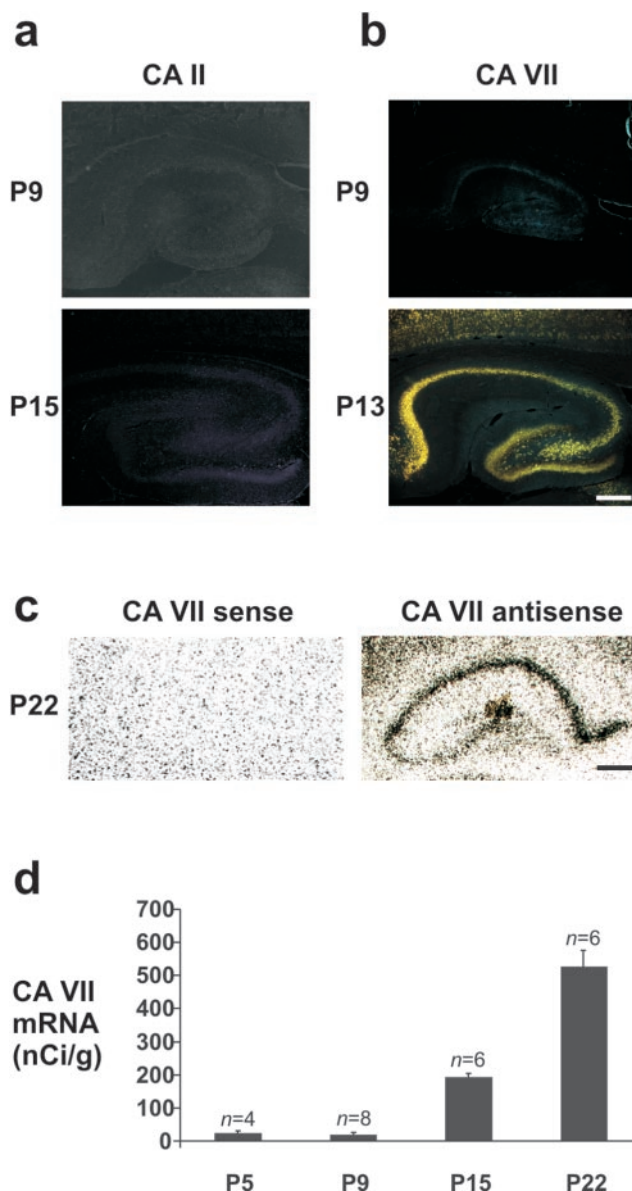 a
b
CA II
CA VII
P9
P9
P15
P13
c
CA VII sense
CA VII antisense
P22
d
700
600
500
400
300
200
100
0
CA VII
mRNA
(nCi/g)
n=4
n=8
n=6
n=6
P5 P9 P15 P22